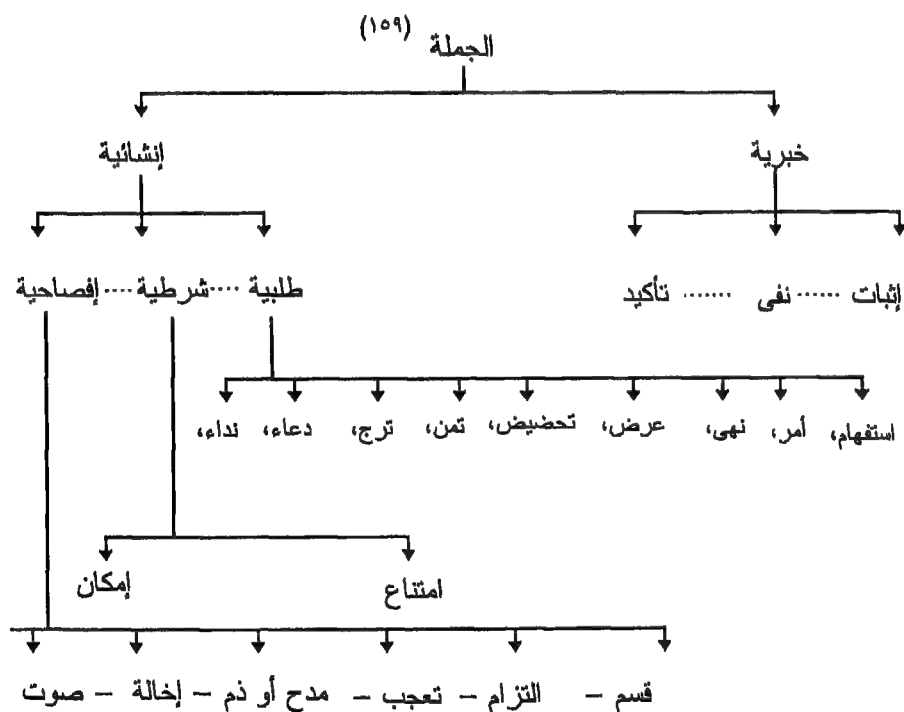 الجملة (١٥٩)
خبرية إنشائية
إثبات ...... نفى ....... تأكيد طلبية .... شرطية .... إفصاحية
استفهام، أمر، نهى، عرض، تحضيض، تمن، ترج، دعاء، نداء،
امتناع إمكان
قسم – التزام – تعجب – مدح أو ذم – إخالة – صوت